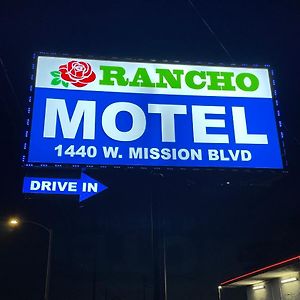 RANCHO
MOTEL
1440 W. MISSION BLVD
DRIVE IN